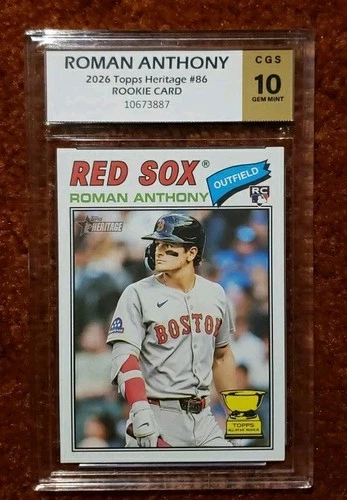 ROMAN ANTHONY
2026 Topps Heritage #86
ROOKIE CARD
10673887
CGS
10
GEM MINT
RED SOX®
OUTFIELD
ROMAN ANTHONY
RC
Topps
HERITAGE
BOSTON
TOPPS